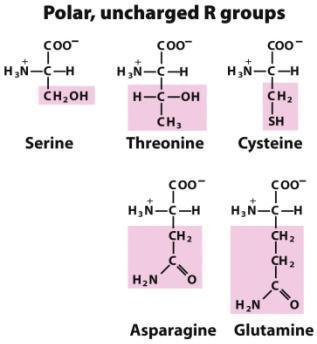 Polar, uncharged R groups
COO⁻ COO⁻ COO⁻
H₃N⁺–C–H H₃N⁺–C–H H₃N⁺–C–H
CH₂OH H–C–OH CH₂
CH₃ SH
Serine Threonine Cysteine
COO⁻ COO⁻
H₃N⁺–C–H H₃N⁺–C–H
CH₂ CH₂
C CH₂
H₂N O C
H₂N O
Asparagine Glutamine